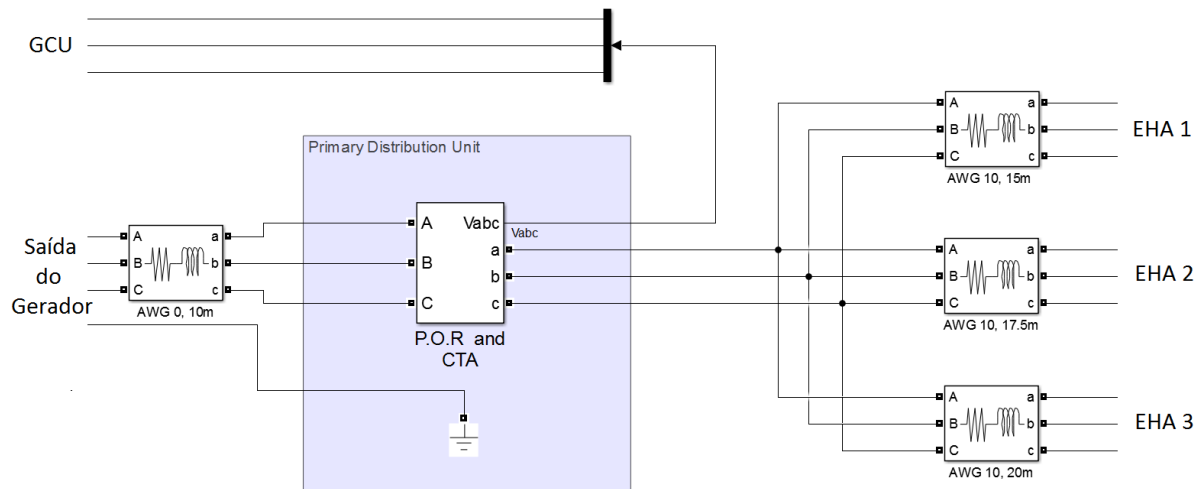 GCU
Primary Distribution Unit
Saída
do
Gerador
A a
B b
C c
AWG 0, 10m
A Vabc
Vabc
a
B b
C c
P.O.R and
CTA
A a
B b
C c
AWG 10, 15m
EHA 1
A a
B b
C c
AWG 10, 17.5m
EHA 2
A a
B b
C c
AWG 10, 20m
EHA 3